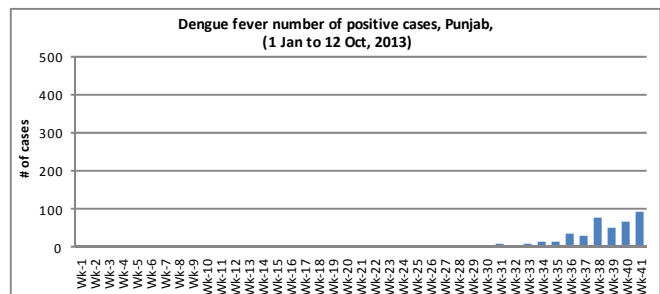 Dengue fever number of positive cases, Punjab,
(1 Jan to 12 Oct, 2013)
# of cases
500
400
300
200
100
0
Wk-1
Wk-2
Wk-3
Wk-4
Wk-5
Wk-6
Wk-7
Wk-8
Wk-9
Wk-10
Wk-11
Wk-12
Wk-13
Wk-14
Wk-15
Wk-16
Wk-17
Wk-18
Wk-19
Wk-20
Wk-21
Wk-22
Wk-23
Wk-24
Wk-25
Wk-26
Wk-27
Wk-28
Wk-29
Wk-30
Wk-31
Wk-32
Wk-33
Wk-34
Wk-35
Wk-36
Wk-37
Wk-38
Wk-39
Wk-40
Wk-41